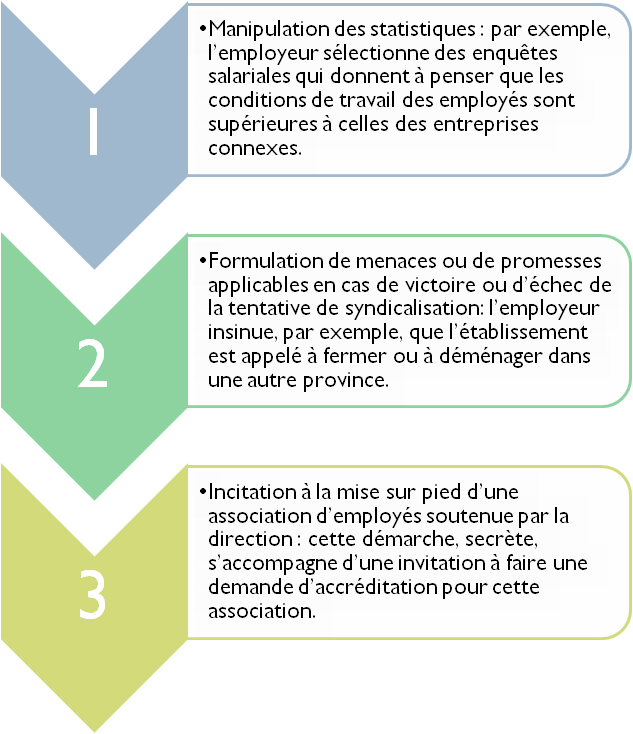 1
•Manipulation des statistiques : par exemple,
l’employeur sélectionne des enquêtes
salariales qui donnent à penser que les
conditions de travail des employés sont
supérieures à celles des entreprises
connexes.
2
•Formulation de menaces ou de promesses
applicables en cas de victoire ou d’échec de
la tentative de syndicalisation: l’employeur
insinue, par exemple, que l’établissement
est appelé à fermer ou à déménager dans
une autre province.
3
•Incitation à la mise sur pied d’une
association d’employés soutenue par la
direction : cette démarche, secrète,
s’accompagne d’une invitation à faire une
demande d’accréditation pour cette
association.